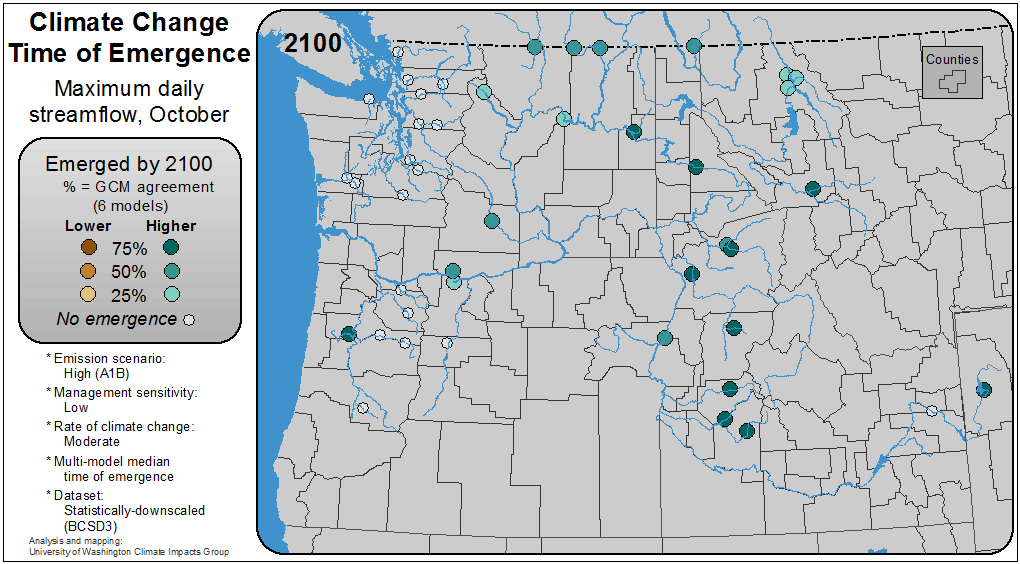 Climate Change
Time of Emergence
Maximum daily
streamflow, October
Emerged by 2100
% = GCM agreement
(6 models)
Lower Higher
75%
50%
25%
No emergence
* Emission scenario:
High (A1B)
* Management sensitivity:
Low
* Rate of climate change:
Moderate
* Multi-model median
time of emergence
* Dataset:
Statistically-downscaled
(BCSD3)
Analysis and mapping:
University of Washington Climate Impacts Group
2100
Counties